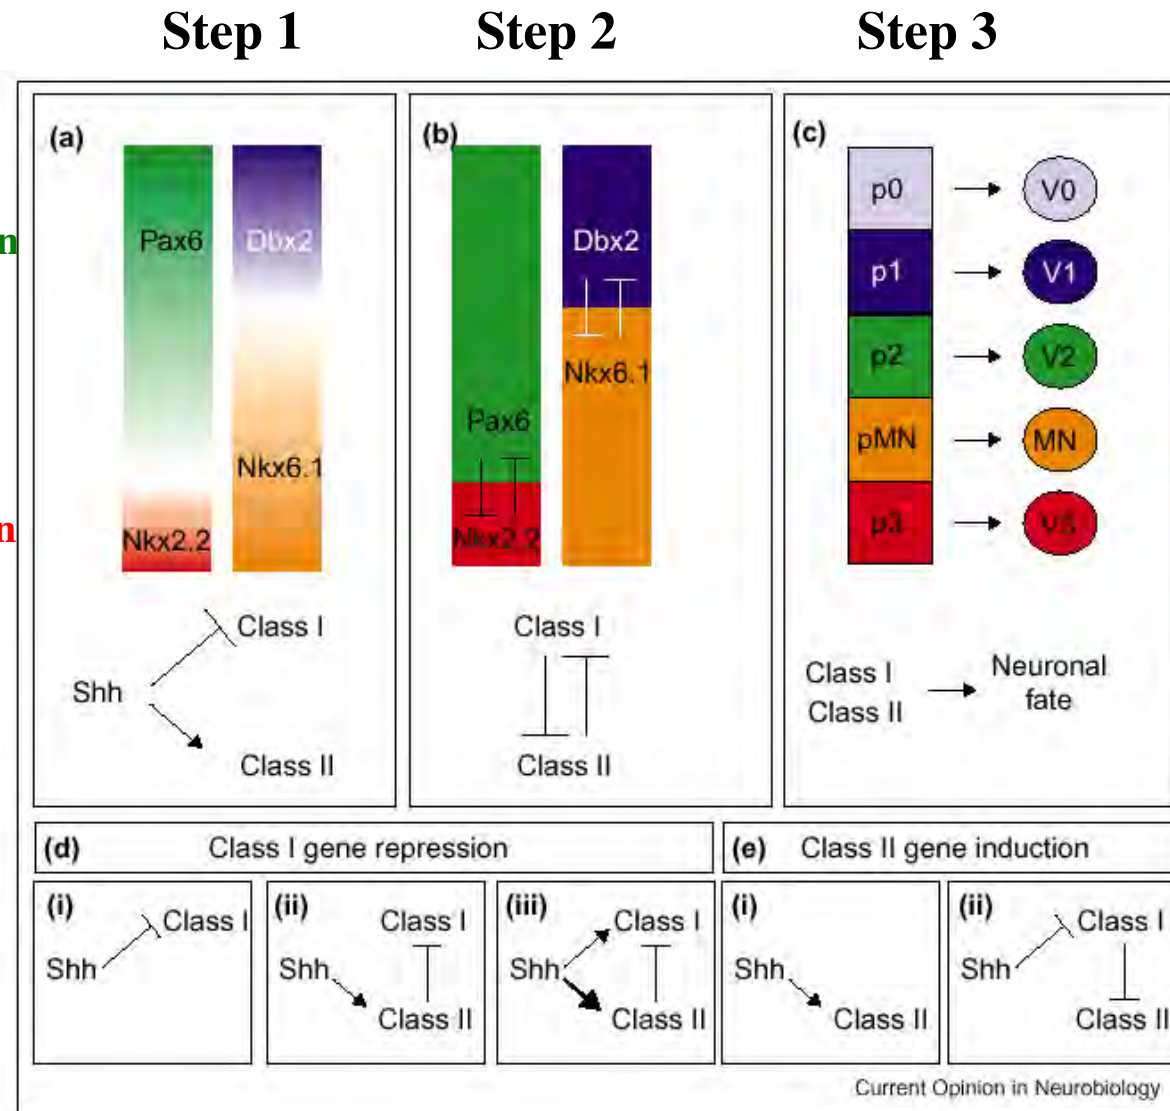 Step 1 Step 2 Step 3
(a)
Pax6 Dbx2
Nkx6.1
Nkx2.2
Class I
Shh
Class II
(b)
Dbx2
Nkx6.1
Pax6
Nkx2.2
Class I
Class II
(c)
p0 V0
p1 V1
p2 V2
pMN MN
p3 V3
Class I
Class II
Neuronal
fate
n
n
(d) Class I gene repression
(i) Class I
Shh
(ii) Class I
Shh
Class II
(iii) Class I
Shh
Class II
(e) Class II gene induction
(i)
Shh
Class II
(ii) Class I
Shh
Class II
Current Opinion in Neurobiology